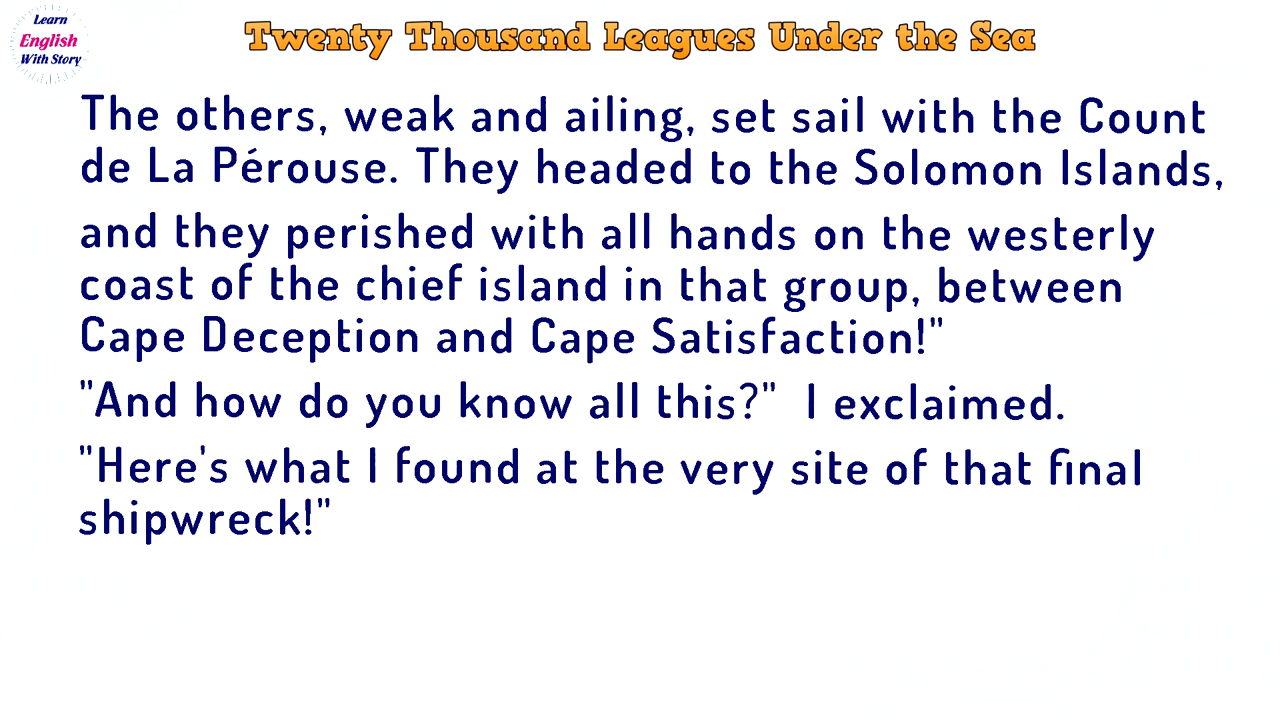 Learn
English
With Story
Twenty Thousand Leagues Under the Sea
The others, weak and ailing, set sail with the Count
de La Pérouse. They headed to the Solomon Islands,
and they perished with all hands on the westerly
coast of the chief island in that group, between
Cape Deception and Cape Satisfaction!"
"And how do you know all this?" I exclaimed.
"Here's what I found at the very site of that final
shipwreck!"